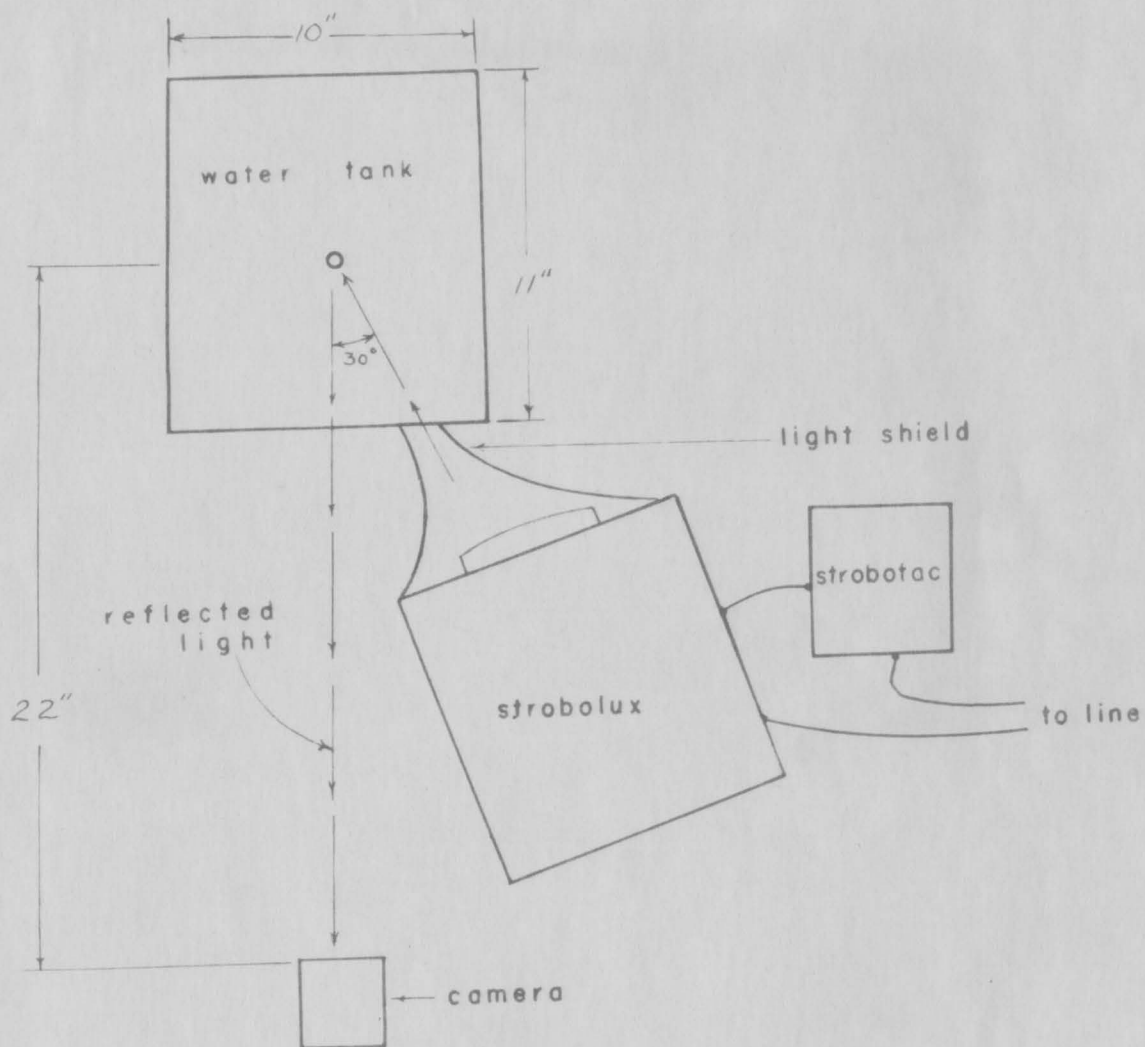 10"
water tank
11"
30°
light shield
strobotac
reflected
light
22"
strobolux
to line
camera